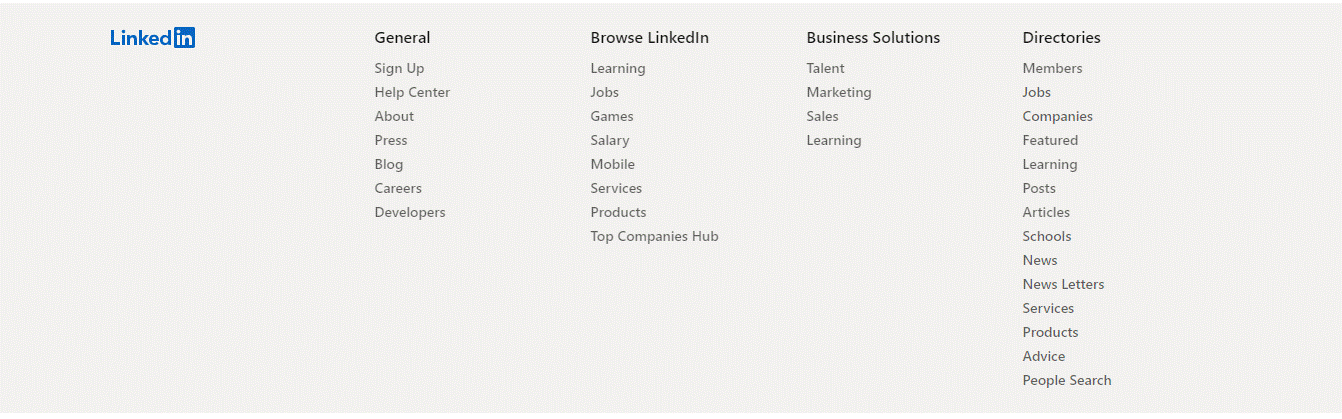 LinkedIn
General
Sign Up
Help Center
About
Press
Blog
Careers
Developers
Browse LinkedIn
Learning
Jobs
Games
Salary
Mobile
Services
Products
Top Companies Hub
Business Solutions
Talent
Marketing
Sales
Learning
Directories
Members
Jobs
Companies
Featured
Learning
Posts
Articles
Schools
News
News Letters
Services
Products
Advice
People Search